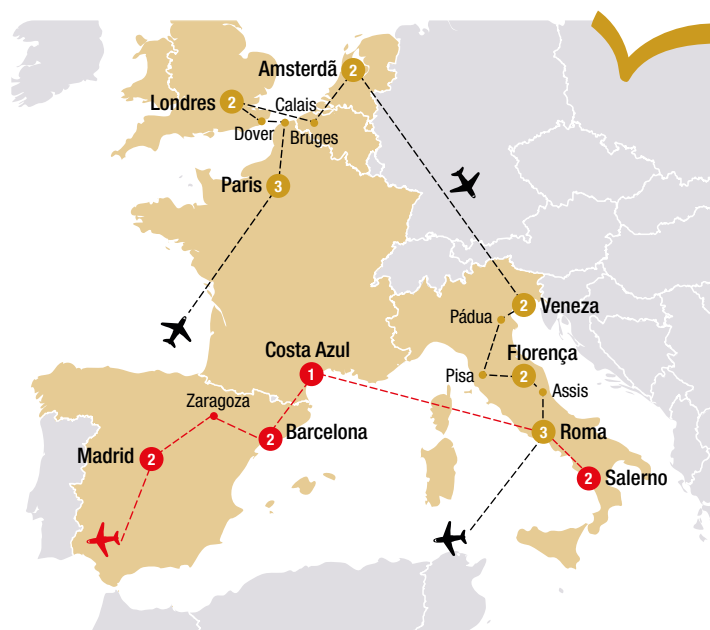 Amsterdã
2
Londres
2
Calais
Dover
Bruges
Paris
3
2
Veneza
Pádua
Costa Azul
1
Florença
2
Pisa
Assis
Zaragoza
2
Barcelona
3
Roma
Madrid
2
2
Salerno